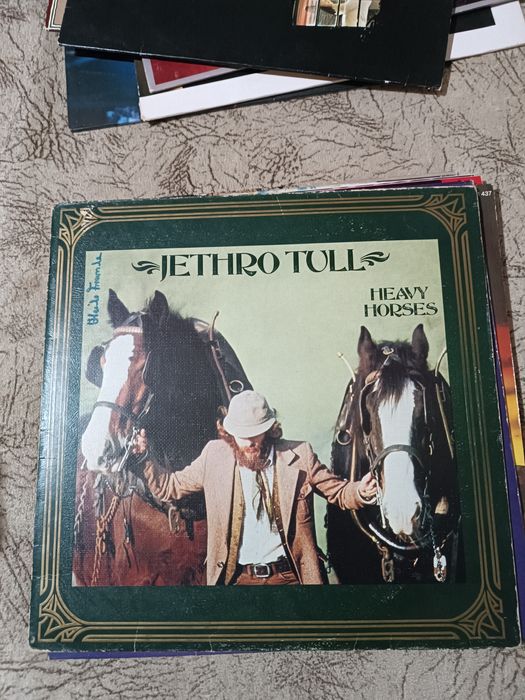 437
JETHRO TULL
HEAVY
HORSES